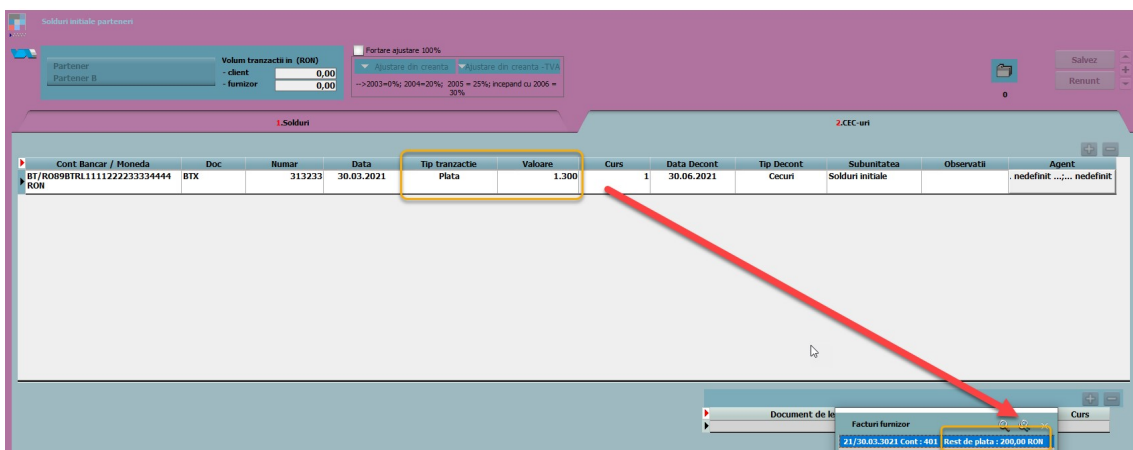 Solduri initiale parteneri
Partener
Partener B
Volum tranzactii in (RON)
- client 0,00
- furnizor 0,00
Fortare ajustare 100%
Ajustare din creanta Ajustare din creanta -TVA
-->2003=0%; 2004=20%; 2005 = 25%; incepand cu 2006 =
30%
0
Salvez
Renunt
1.Solduri
2.CEC-uri
Cont Bancar / Moneda Doc Numar Data Tip tranzactie Valoare Curs Data Decont Tip Decont Subunitatea Observatii Agent
BT/RO89BTRL1111222233334444 BTX 313233 30.03.2021 Plata 1.300 1 30.06.2021 Cecuri Solduri initiale . nedefinit ...;... nedefinit
RON
Document de le Curs
Facturi furnizor
21/30.03.3021 Cont : 401 Rest de plata : 200,00 RON